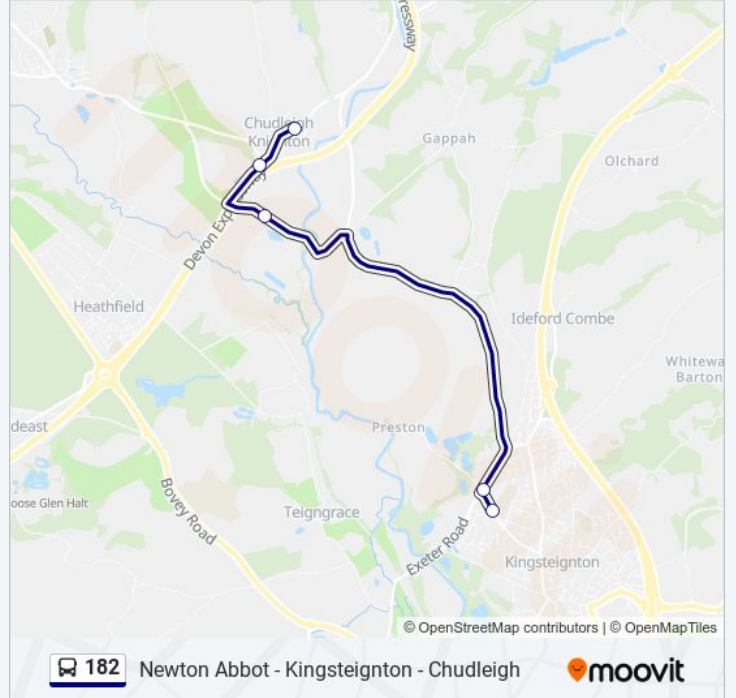 ressway
Chudleigh
Knighton
Gappah
Olchard
Devon Expressway
Heathfield
Ideford Combe
Whitewa
Barton
deast
Preston
oose Glen Halt
Bovey Road
Teigngrace
Exeter Road
Kingsteignton
© OpenStreetMap contributors | © OpenMapTiles
182 Newton Abbot - Kingsteignton - Chudleigh moovit